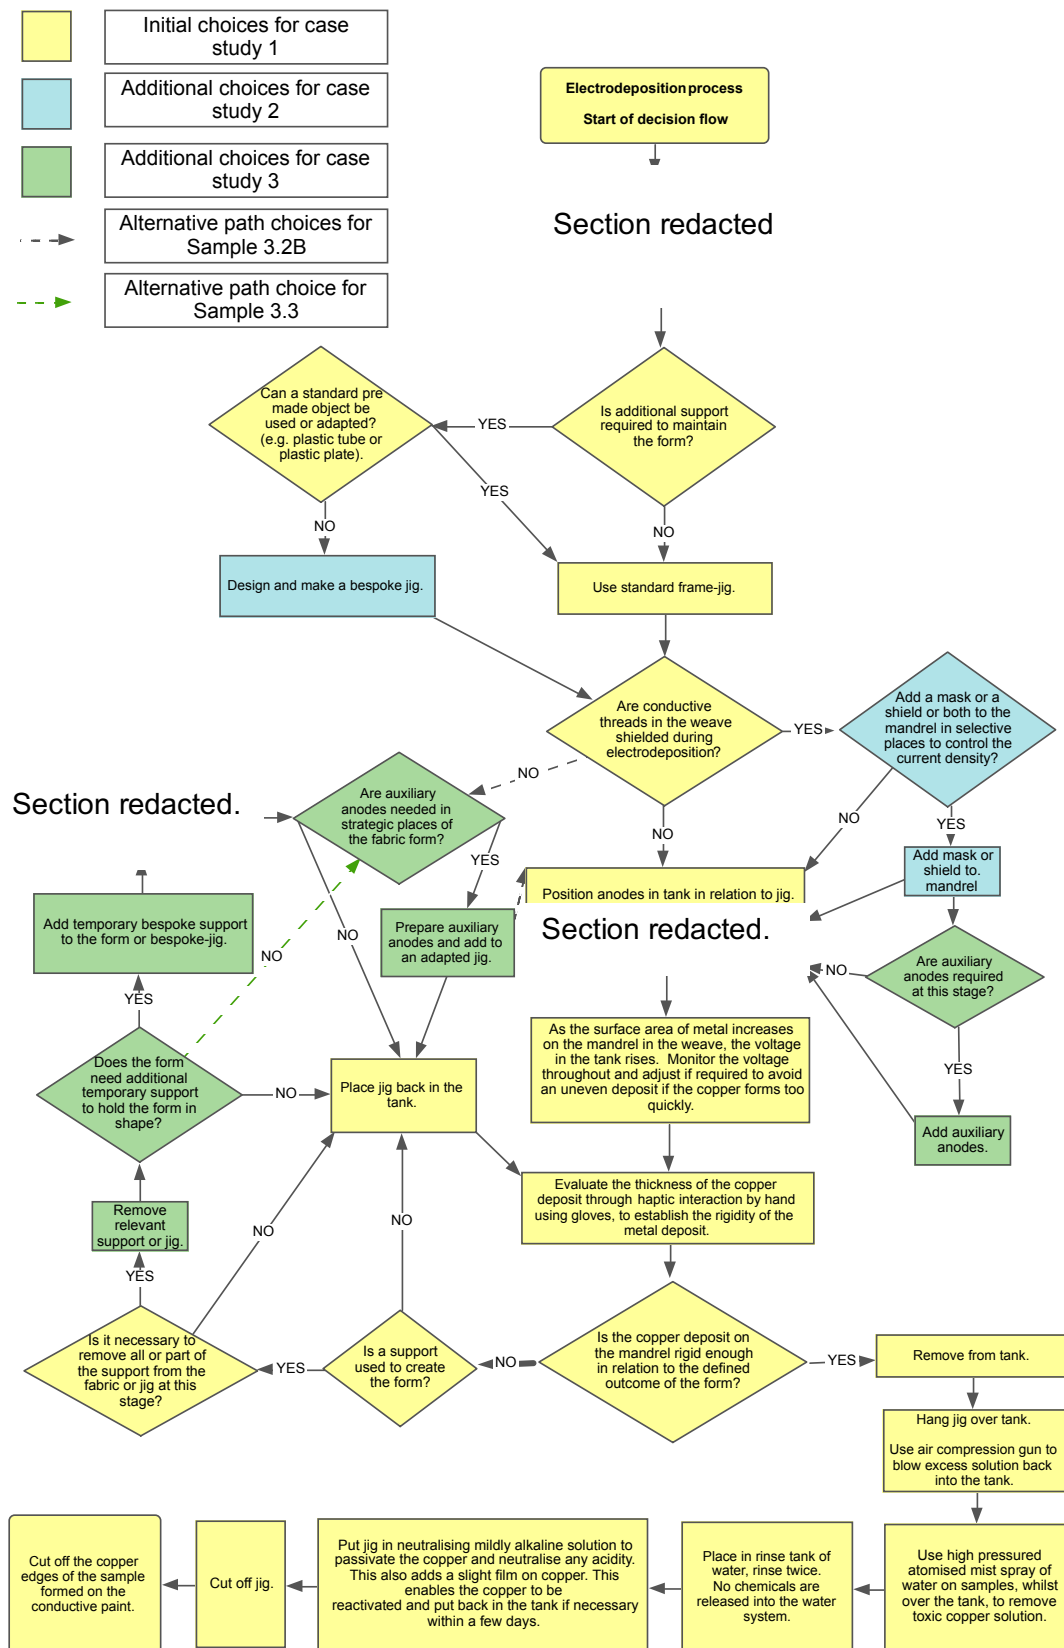 Initial choices for case
study 1
Additional choices for case
study 2
Additional choices for case
study 3
Alternative path choices for
Sample 3.2B
Alternative path choice for
Sample 3.3
Electrodeposition process
Start of decision flow
Section redacted
Can a standard pre
made object be
used or adapted?
(e.g. plastic tube or
plastic plate).
YES
Is additional support
required to maintain
the form?
YES
NO
NO
Design and make a bespoke jig.
Use standard frame-jig.
Are conductive
threads in the weave
shielded during
electrodeposition?
YES
Add a mask or a
shield or both to the
mandrel in selective
places to control the
current density?
NO
Section redacted.
Are auxiliary
anodes needed in
strategic places of
the fabric form?
NO
NO
YES
YES
Add mask or
shield to.
mandrel
Position anodes in tank in relation to jig.
Add temporary bespoke support
to the form or bespoke-jig.
NO
NO
Prepare auxiliary
anodes and add to
an adapted jig.
Section redacted.
Are auxiliary
anodes required
at this stage?
NO
YES
Does the form
need additional
temporary support
to hold the form in
shape?
NO
Place jig back in the
tank.
As the surface area of metal increases
on the mandrel in the weave, the voltage
in the tank rises. Monitor the voltage
throughout and adjust if required to avoid
an uneven deposit if the copper forms too
quickly.
YES
Add auxiliary
anodes.
Remove
relevant
support or jig.
NO
NO
Evaluate the thickness of the copper
deposit through haptic interaction by hand
using gloves, to establish the rigidity of the
metal deposit.
YES
Is it necessary to
remove all or part of
the support from the
fabric or jig at this
stage?
YES
Is a support
used to create
the form?
NO
Is the copper deposit on
the mandrel rigid enough
in relation to the defined
outcome of the form?
YES
Remove from tank.
Hang jig over tank.
Use air compression gun to
blow excess solution back
into the tank.
Cut off the copper
edges of the sample
formed on the
conductive paint.
Cut off jig.
Put jig in neutralising mildly alkaline solution to
passivate the copper and neutralise any acidity.
This also adds a slight film on copper. This
enables the copper to be
reactivated and put back in the tank if necessary
within a few days.
Place in rinse tank of
water, rinse twice.
No chemicals are
released into the water
system.
Use high pressured
atomised mist spray of
water on samples, whilst
over the tank, to remove
toxic copper solution.